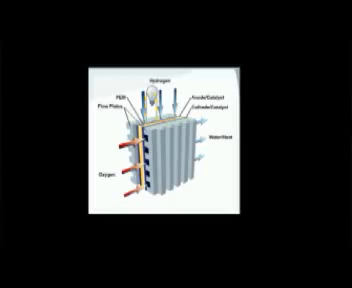 Hydrogen
PEM
Anode/Catalyst
Flow Plates
Cathode/Catalyst
Water/Heat
Oxygen